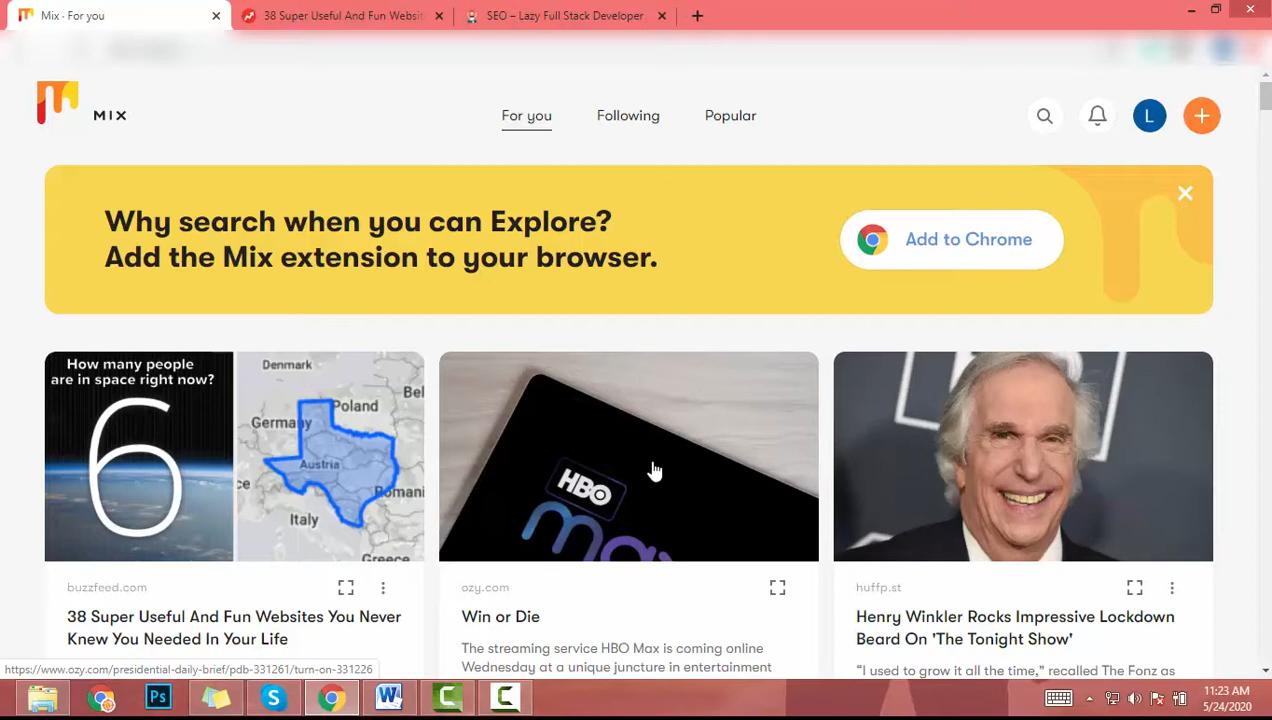 Mix - For you
38 Super Useful And Fun Websit
SEO – Lazy Full Stack Developer
MIX
For you
Following
Popular
L
Why search when you can Explore?
Add the Mix extension to your browser.
Add to Chrome
How many people
are in space right now?
6
Denmark
Poland
Bel
Germany
Austria
ce
Romani
Italy
Greece
HBO
max
buzzfeed.com
38 Super Useful And Fun Websites You Never
Knew You Needed In Your Life
ozy.com
Win or Die
The streaming service HBO Max is coming online
Wednesday at a unique juncture in entertainment
huffp.st
Henry Winkler Rocks Impressive Lockdown
Beard On 'The Tonight Show'
“I used to grow it all the time,” recalled The Fonz as
https://www.ozy.com/presidential-daily-brief/pdb-331261/turn-on-331226
Ps
S
W
C
C
11:23 AM
5/24/2020